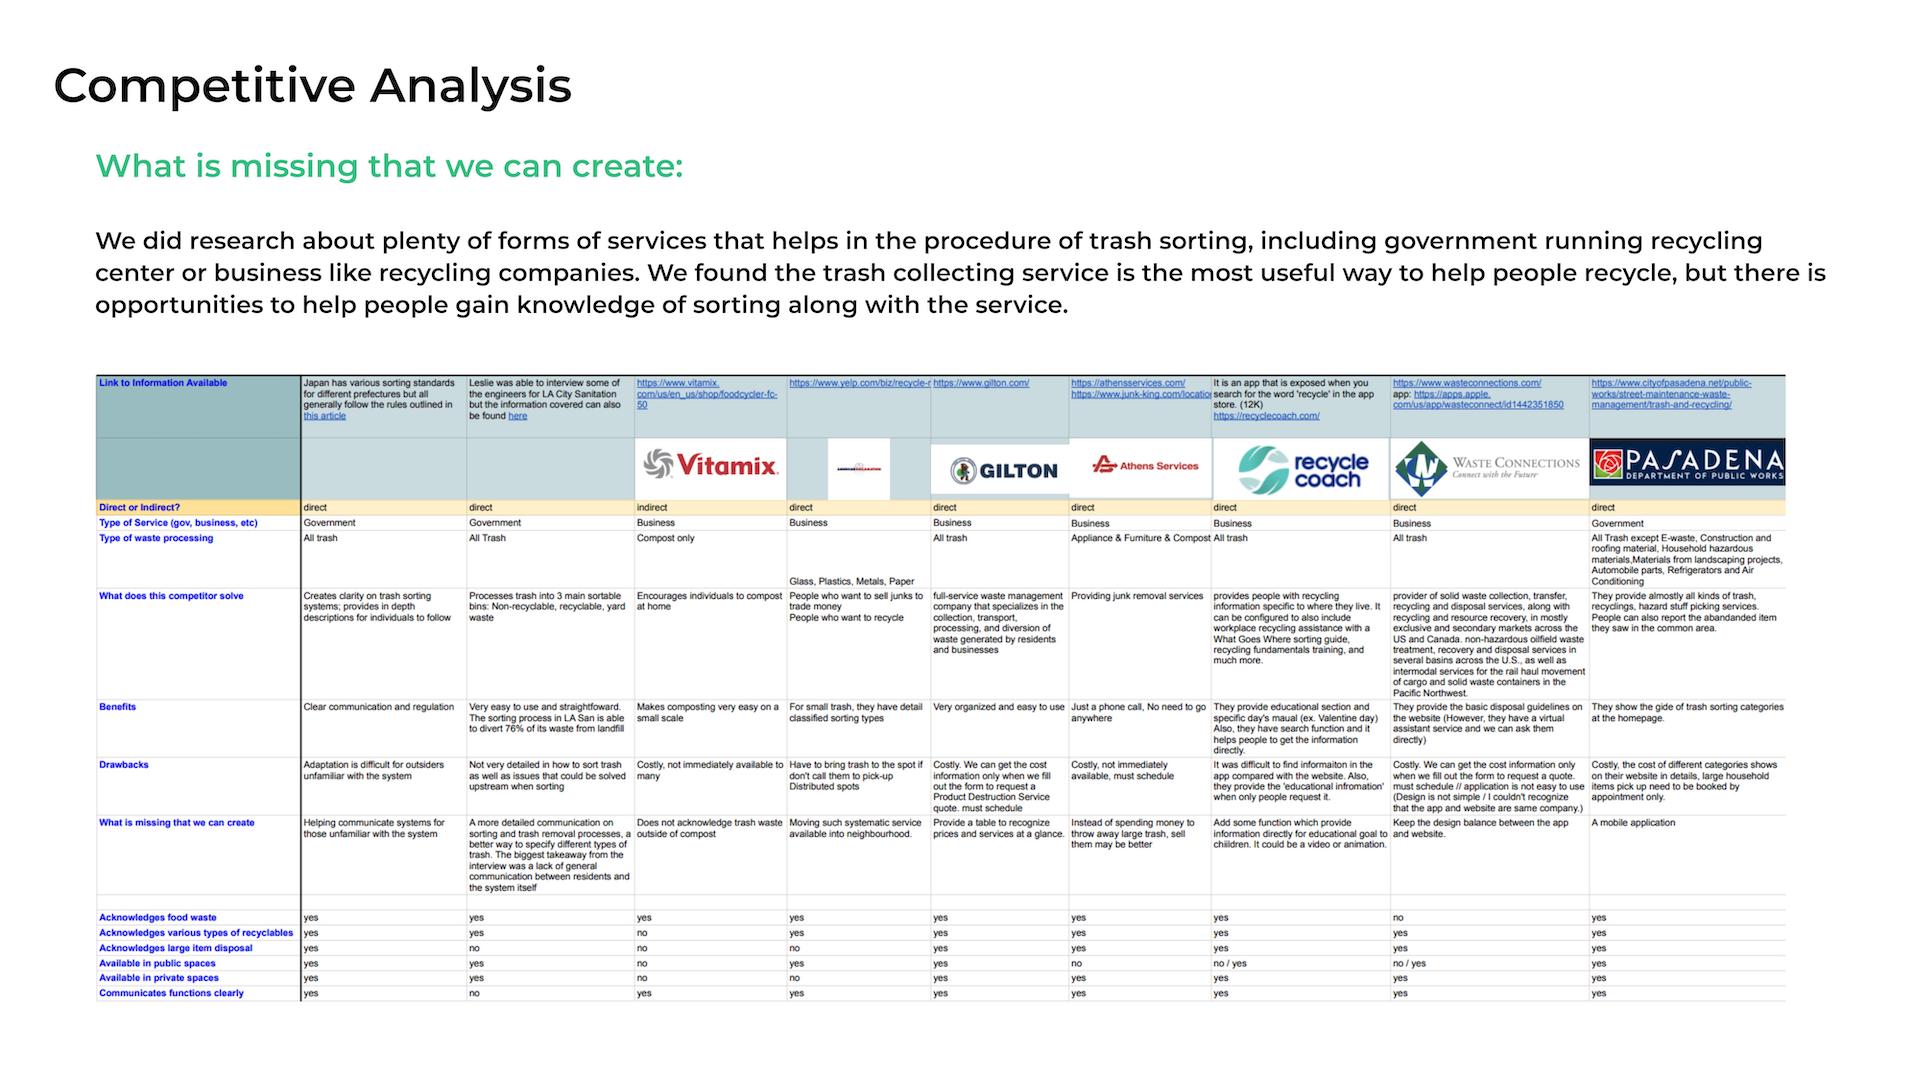 Competitive Analysis
What is missing that we can create:
We did research about plenty of forms of services that helps in the procedure of trash sorting, including government running recycling
center or business like recycling companies. We found the trash collecting service is the most useful way to help people recycle, but there is
opportunities to help people gain knowledge of sorting along with the service.
Link to Information Available
Japan has various sorting standards
for different prefectures but all
generally follow the rules outlined in
this article
Leslie was able to interview some of
the engineers for LA City Sanitation
but the information covered can also
be found here
https://www.vitamix.
com/us/en_us/shop/foodcycler-fc-
50
https://www.yelp.com/biz/recycle-r
https://www.gilton.com/
https://athensservices.com/
https://www.junk-king.com/location
It is an app that is exposed when you
search for the word 'recycle' in the app
store. (12K)
https://recyclecoach.com/
https://www.wasteconnections.com/
app: https://apps.apple.
com/us/app/wasteconnect/id1442351850
https://www.cityofpasadena.net/public-
works/street-maintenance-waste-
management/trash-and-recycling/
Vitamix.
GILTON
Athens Services
recycle
coach
WASTE CONNECTIONS
Connect with the Future
PASADENA
DEPARTMENT OF PUBLIC WORKS
Direct or Indirect?
direct
direct
indirect
direct
direct
direct
direct
direct
direct
Type of Service (gov, business, etc)
Government
Government
Business
Business
Business
Business
Business
Business
Government
Type of waste processing
All trash
All Trash
Compost only
Glass, Plastics, Metals, Paper
All trash
Appliance & Furniture & Compost
All trash
All trash
All Trash except E-waste, Construction and
roofing material, Household hazardous
materials,Materials from landscaping projects,
Automobile parts, Refrigerators and Air
Conditioning
What does this competitor solve
Creates clarity on trash sorting
systems; provides in depth
descriptions for individuals to follow
Processes trash into 3 main sortable
bins: Non-recyclable, recyclable, yard
waste
Encourages individuals to compost
at home
People who want to sell junks to
trade money
People who want to recycle
full-service waste management
company that specializes in the
collection, transport,
processing, and diversion of
waste generated by residents
and businesses
Providing junk removal services
provides people with recycling
information specific to where they live. It
can be configured to also include
workplace recycling assistance with a
What Goes Where sorting guide,
recycling fundamentals training, and
much more.
provider of solid waste collection, transfer,
recycling and disposal services, along with
recycling and resource recovery, in mostly
exclusive and secondary markets across the
US and Canada. non-hazardous oilfield waste
treatment, recovery and disposal services in
several basins across the U.S., as well as
intermodal services for the rail haul movement
of cargo and solid waste containers in the
Pacific Northwest.
They provide almostly all kinds of trash,
recyclings, hazard stuff picking services.
People can also report the abandanded item
they saw in the common area.
Benefits
Clear communication and regulation
Very easy to use and straightfoward.
The sorting process in LA San is able
to divert 76% of its waste from landfill
Makes composting very easy on a
small scale
For small trash, they have detail
classified sorting types
Very organized and easy to use
Just a phone call, No need to go
anywhere
They provide educational section and
specific day's maual (ex. Valentine day)
Also, they have search function and it
helps people to get the information
directly.
They provide the basic disposal guidelines on
the website (However, they have a virtual
assistant service and we can ask them
directly)
They show the gide of trash sorting categories
at the homepage.
Drawbacks
Adaptation is difficult for outsiders
unfamiliar with the system
Not very detailed in how to sort trash
as well as issues that could be solved
upstream when sorting
Costly, not immediately available to
many
Have to bring trash to the spot if
don't call them to pick-up
Distributed spots
Costly. We can get the cost
information only when we fill
out the form to request a
Product Destruction Service
quote. must schedule
Costly, not immediately
available, must schedule
It was difficult to find informaiton in the
app compared with the website. Also,
they provide the 'educational infromation'
when only people request it.
Costly. We can get the cost information only
when we fill out the form to request a quote.
must schedule // application is not easy to use
(Design is not simple / I couldn't recognize
that the app and website are same company.)
Costly, the cost of different categories shows
on their website in details, large household
items pick up need to be booked by
appointment only.
What is missing that we can create
Helping communicate systems for
those unfamiliar with the system
A more detailed communication on
sorting and trash removal processes, a
better way to specify different types of
trash. The biggest takeaway from the
interview was a lack of general
communication between residents and
the system itself
Does not acknowledge trash waste
outside of compost
Moving such systematic service
available into neighbourhood.
Provide a table to recognize
prices and services at a glance.
Instead of spending money to
throw away large trash, sell
them may be better
Add some function which provide
information directly for educational goal to
chiildren. It could be a video or animation.
Keep the design balance between the app
and website.
A mobile application
Acknowledges food waste
yes
yes
yes
yes
yes
yes
yes
no
yes
Acknowledges various types of recyclables
yes
yes
no
yes
yes
yes
yes
yes
yes
Acknowledges large item disposal
yes
no
no
no
yes
yes
yes
yes
yes
Available in public spaces
yes
yes
no
yes
yes
no
no / yes
no / yes
yes
Available in private spaces
yes
yes
no
no
yes
yes
yes
yes
yes
Communicates functions clearly
yes
no
yes
yes
yes
yes
yes
yes
yes